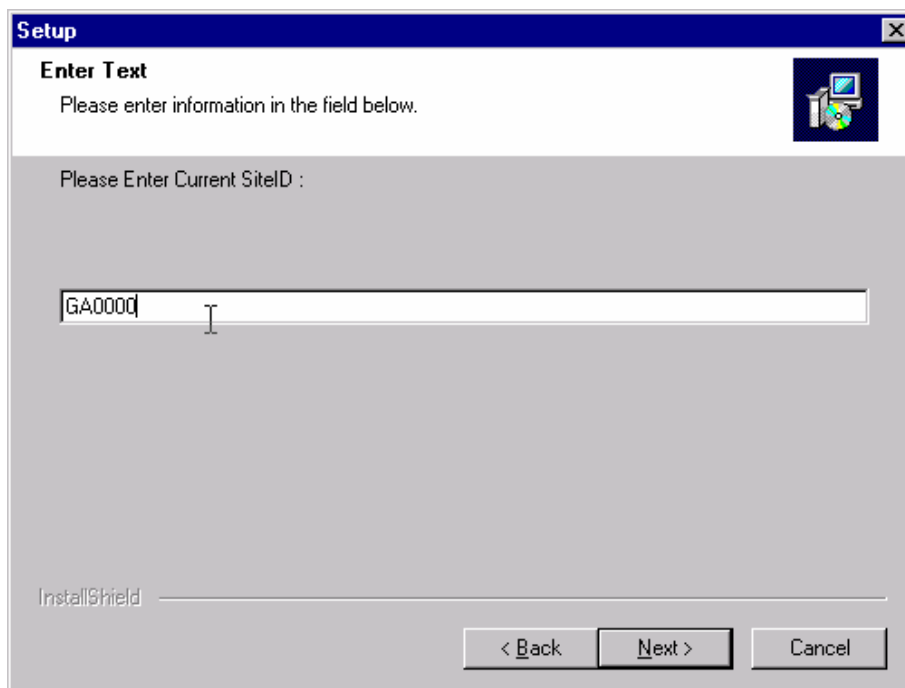 Setup
Enter Text
Please enter information in the field below.
Please Enter Current SiteID :
GA0000
InstallShield
< Back Next > Cancel